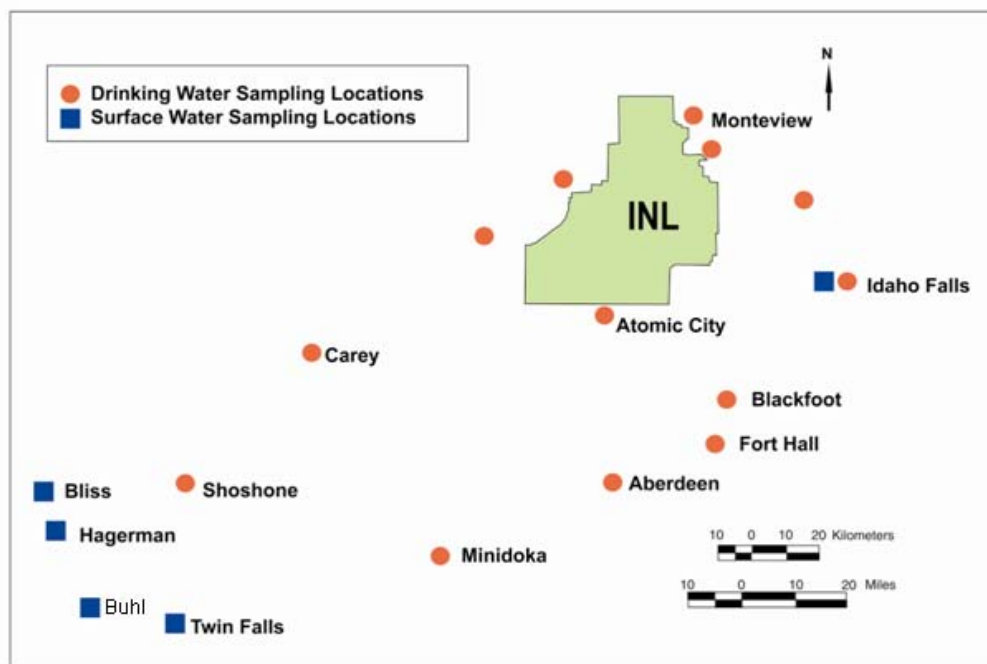 N
Drinking Water Sampling Locations
Surface Water Sampling Locations
Monteview
INL
Idaho Falls
Atomic City
Carey
Blackfoot
Fort Hall
Aberdeen
Bliss
Shoshone
Hagerman
10 0 10 20 Kilometers
Minidoka
10 0 10 20 Miles
Buhl
Twin Falls